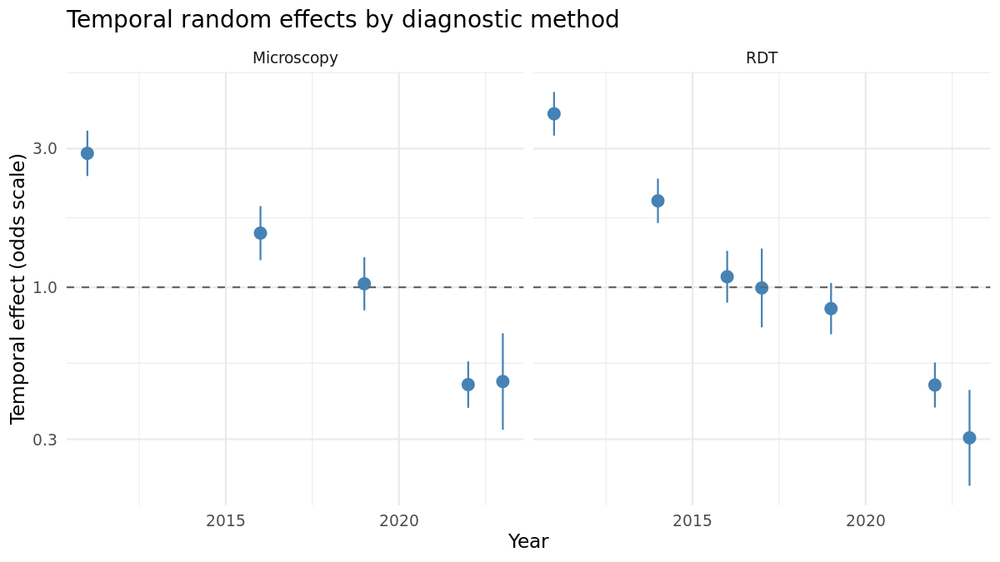 Temporal random effects by diagnostic method
Microscopy
RDT
Temporal effect (odds scale)
3.0
1.0
0.3
2015
2020
2015
2020
Year